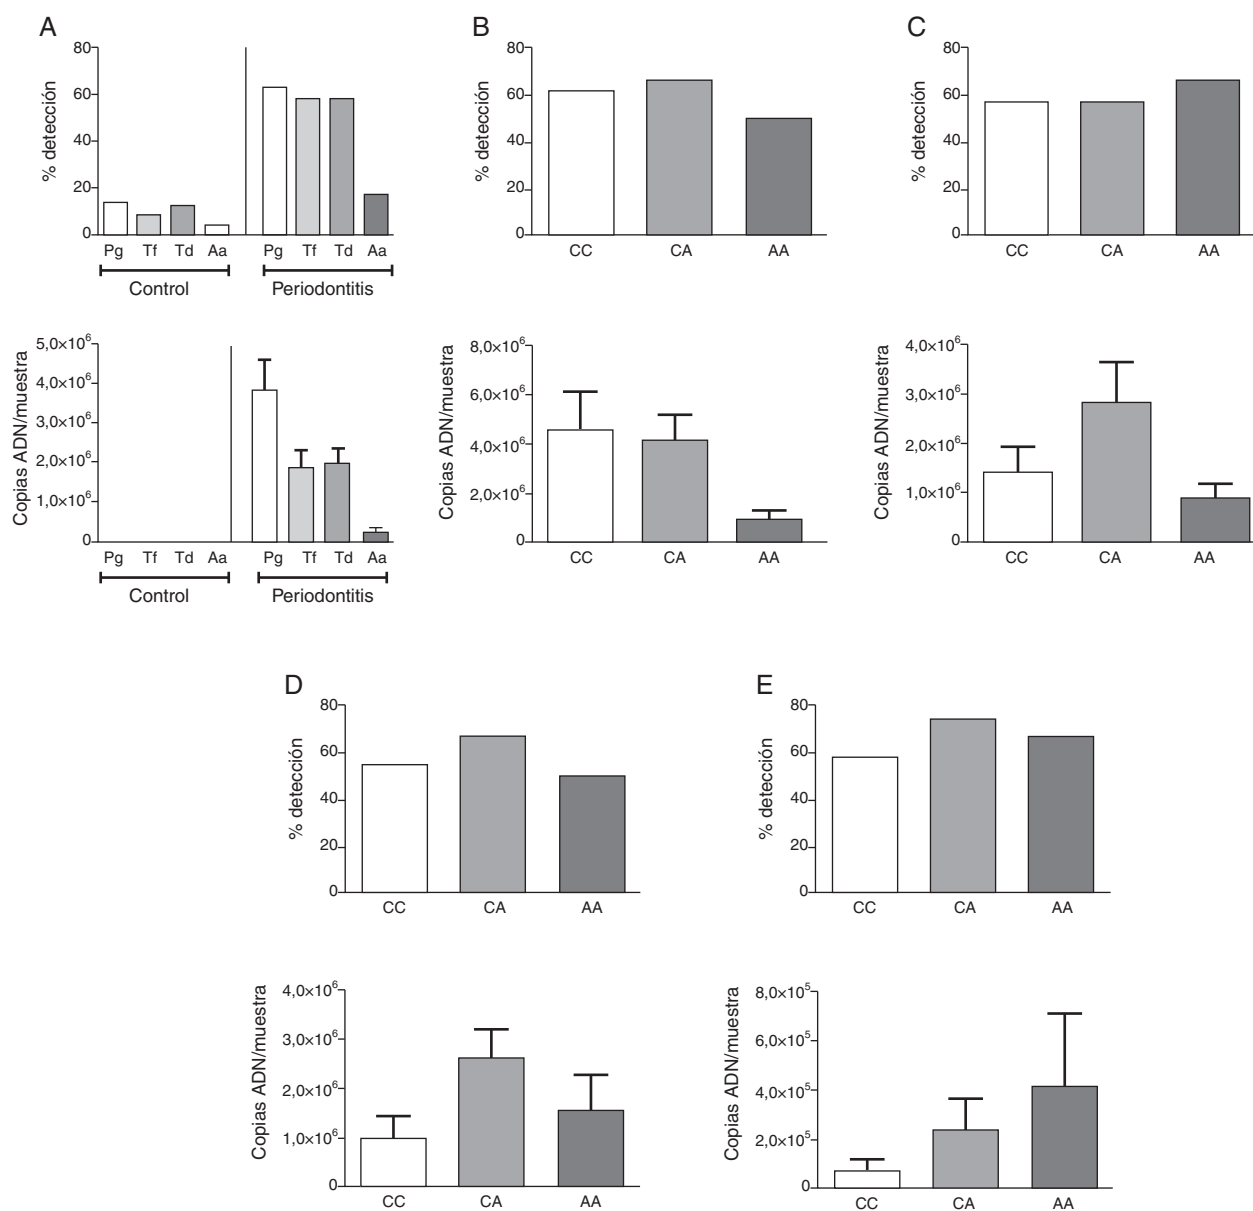 A
% detección
80
60
40
20
0
Pg Tf Td Aa Pg Tf Td Aa
Control Periodontitis
Copias ADN/muestra
5,0×10⁶
4,0×10⁶
3,0×10⁶
2,0×10⁶
1,0×10⁶
0
Pg Tf Td Aa Pg Tf Td Aa
Control Periodontitis
B
% detección
80
60
40
20
0
CC CA AA
Copias ADN/muestra
8,0×10⁶
6,0×10⁶
4,0×10⁶
2,0×10⁶
0
CC CA AA
C
% detección
80
60
40
20
0
CC CA AA
Copias ADN/muestra
4,0×10⁶
3,0×10⁶
2,0×10⁶
1,0×10⁶
0
CC CA AA
D
% detección
80
60
40
20
0
CC CA AA
Copias ADN/muestra
4,0×10⁶
3,0×10⁶
2,0×10⁶
1,0×10⁶
0
CC CA AA
E
% detección
80
60
40
20
0
CC CA AA
Copias ADN/muestra
8,0×10⁵
6,0×10⁵
4,0×10⁵
2,0×10⁵
0
CC CA AA